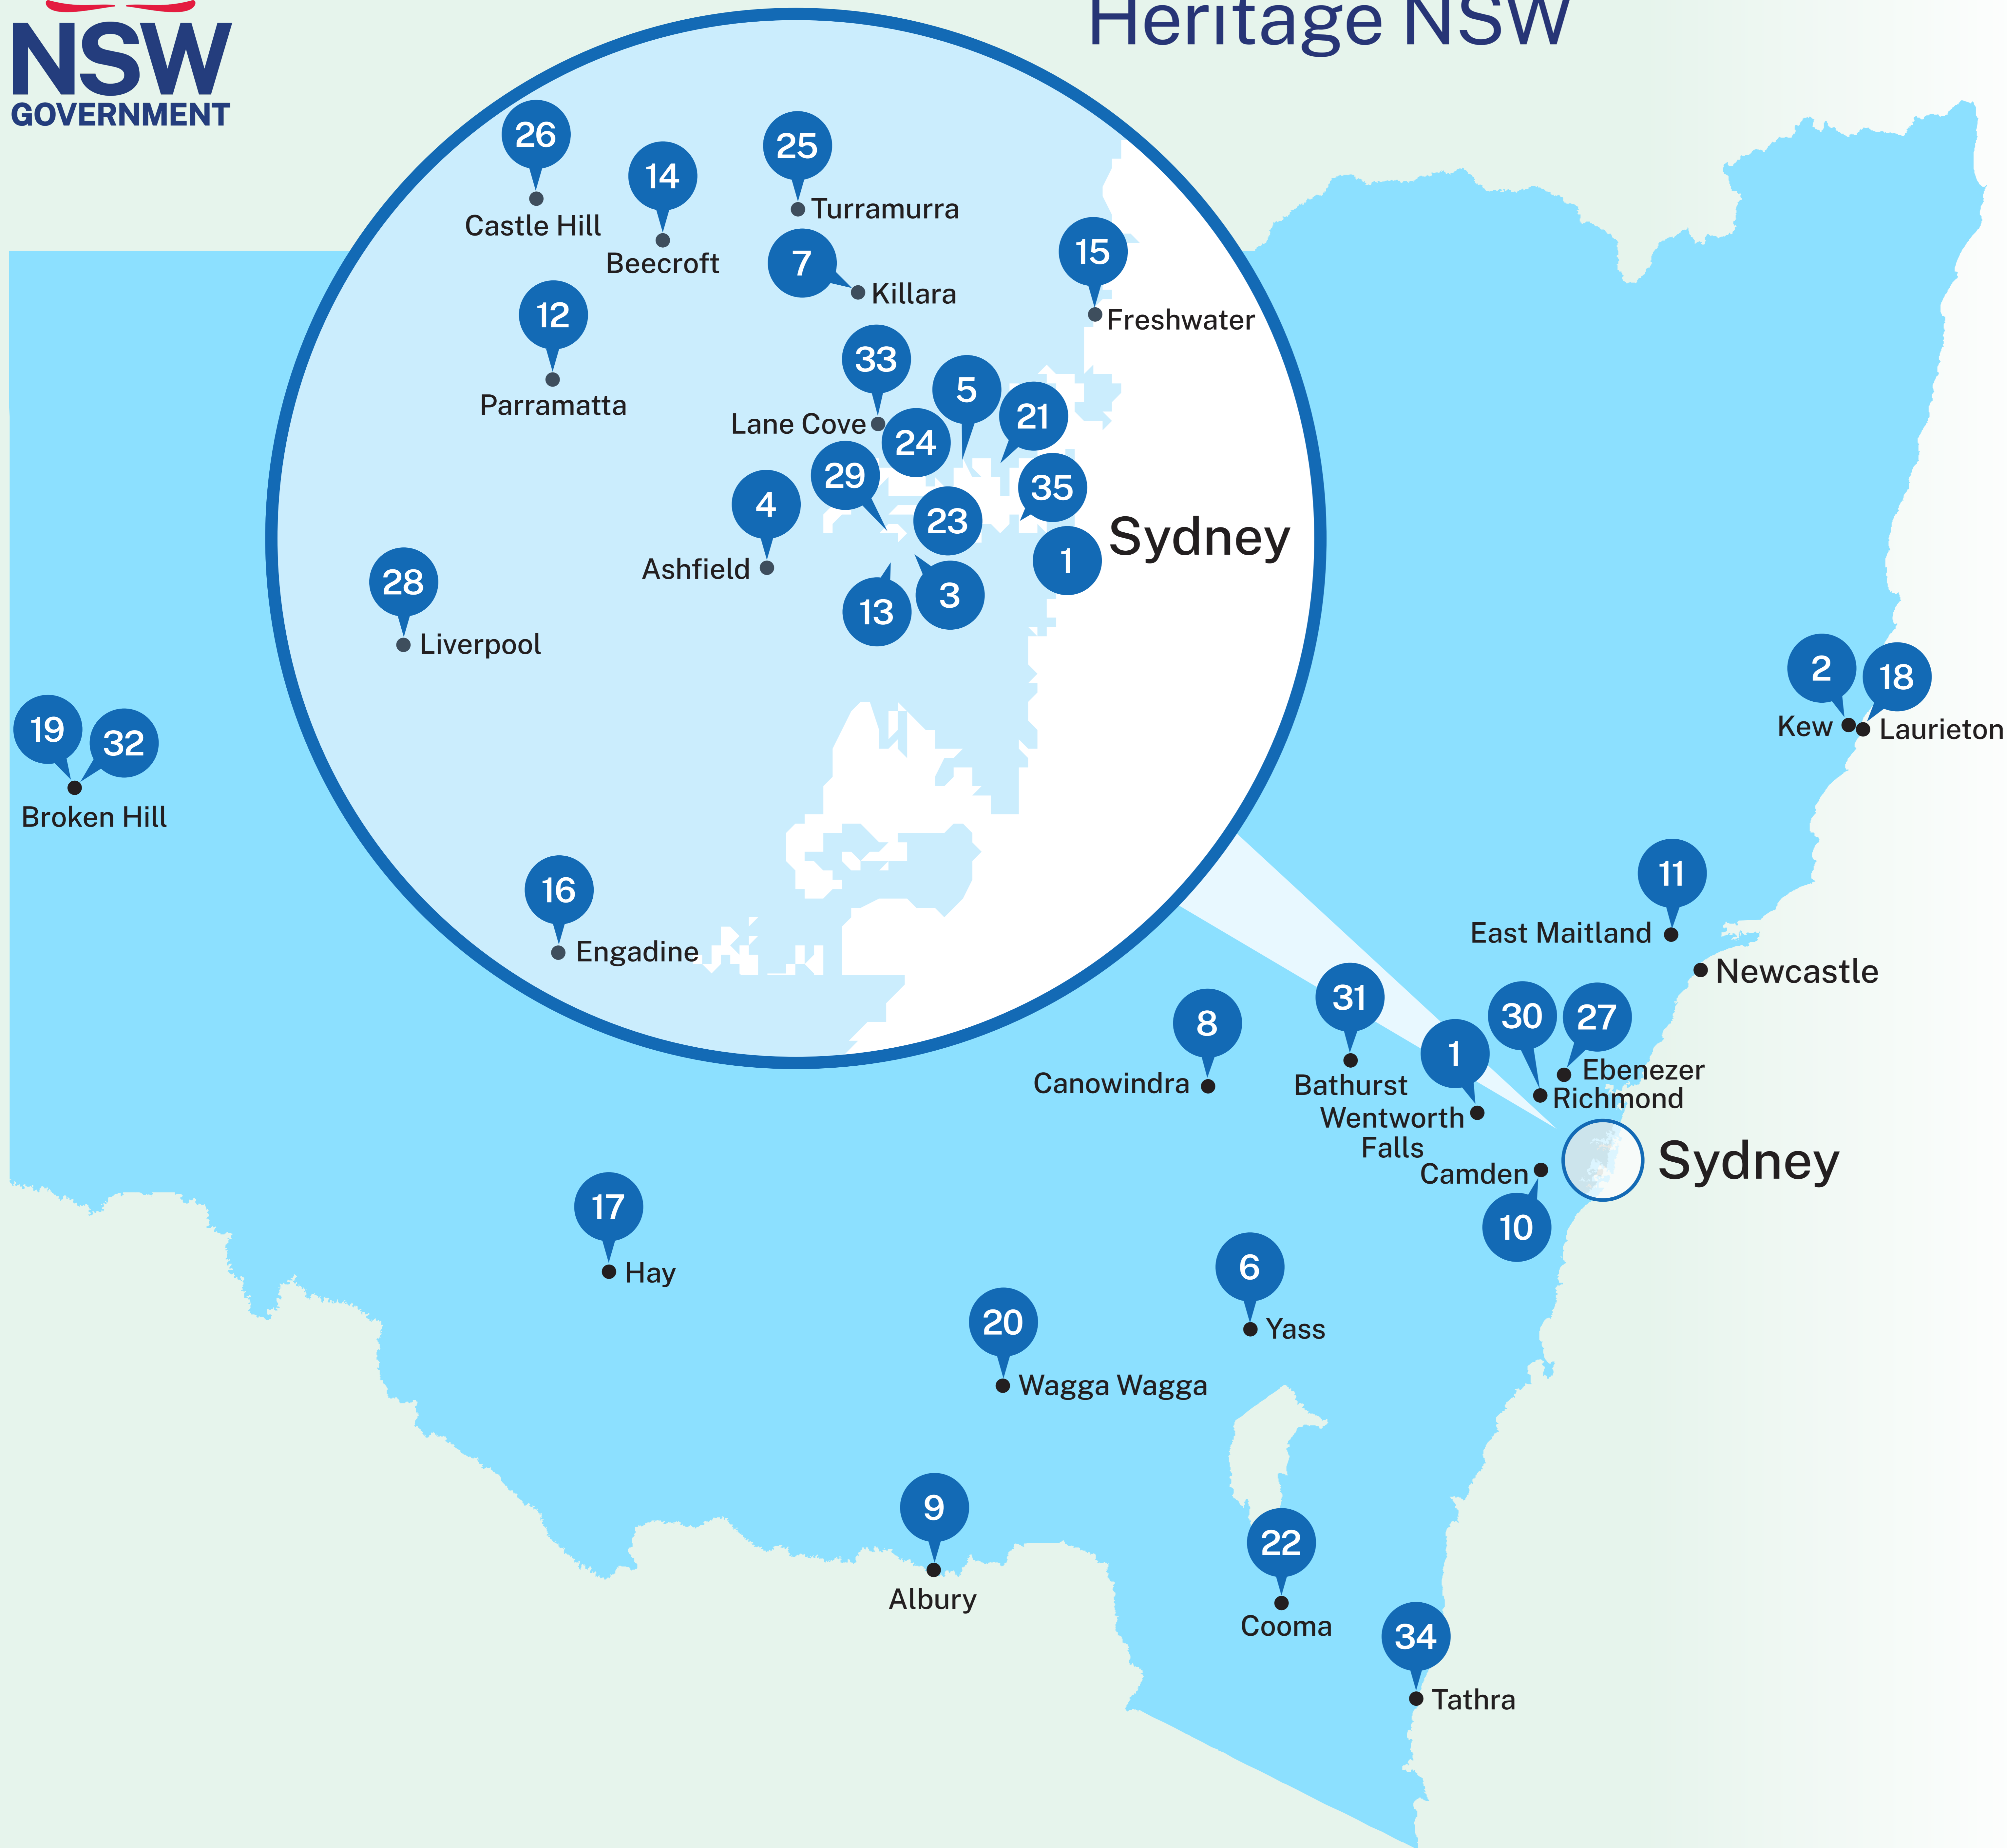 NSW
GOVERNMENT
Heritage NSW
26
Castle Hill
14
Beecroft
25
Turramurra
7
Killara
15
Freshwater
12
Parramatta
33
Lane Cove
5
21
24
29
35
4
Ashfield
23
Sydney
1
13
3
28
Liverpool
16
Engadine
19
32
Broken Hill
2
18
Kew
Laurieton
11
East Maitland
Newcastle
8
Canowindra
31
Bathurst
1
Wentworth
Falls
30
27
Ebenezer
Richmond
Sydney
Camden
10
17
Hay
6
Yass
20
Wagga Wagga
9
Albury
22
Cooma
34
Tathra